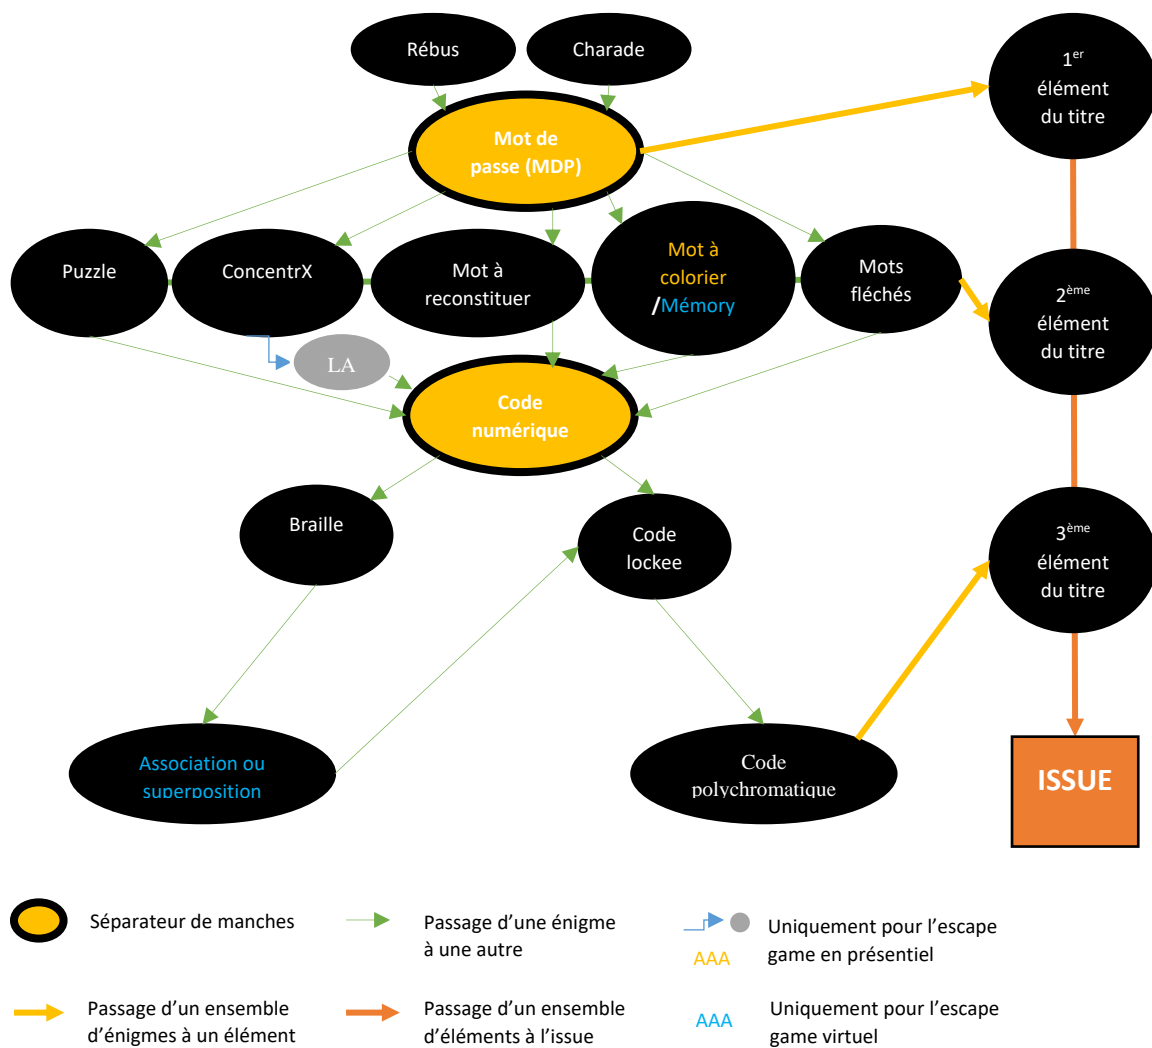 Rébus
Charade
1er
élément
du titre
Mot de
passe (MDP)
Puzzle
ConcentrX
Mot à
reconstituer
Mot à
colorier
/Mémory
Mots
fléchés
2ème
élément
du titre
LA
Code
numérique
Braille
Code
lockee
3ème
élément
du titre
Association ou
superposition
Code
polychromatique
ISSUE
Séparateur de manches
Passage d’une énigme
à une autre
Uniquement pour l’escape
game en présentiel
AAA
Passage d’un ensemble
d’énigmes à un élément
Passage d’un ensemble
d’éléments à l’issue
AAA
Uniquement pour l’escape
game virtuel